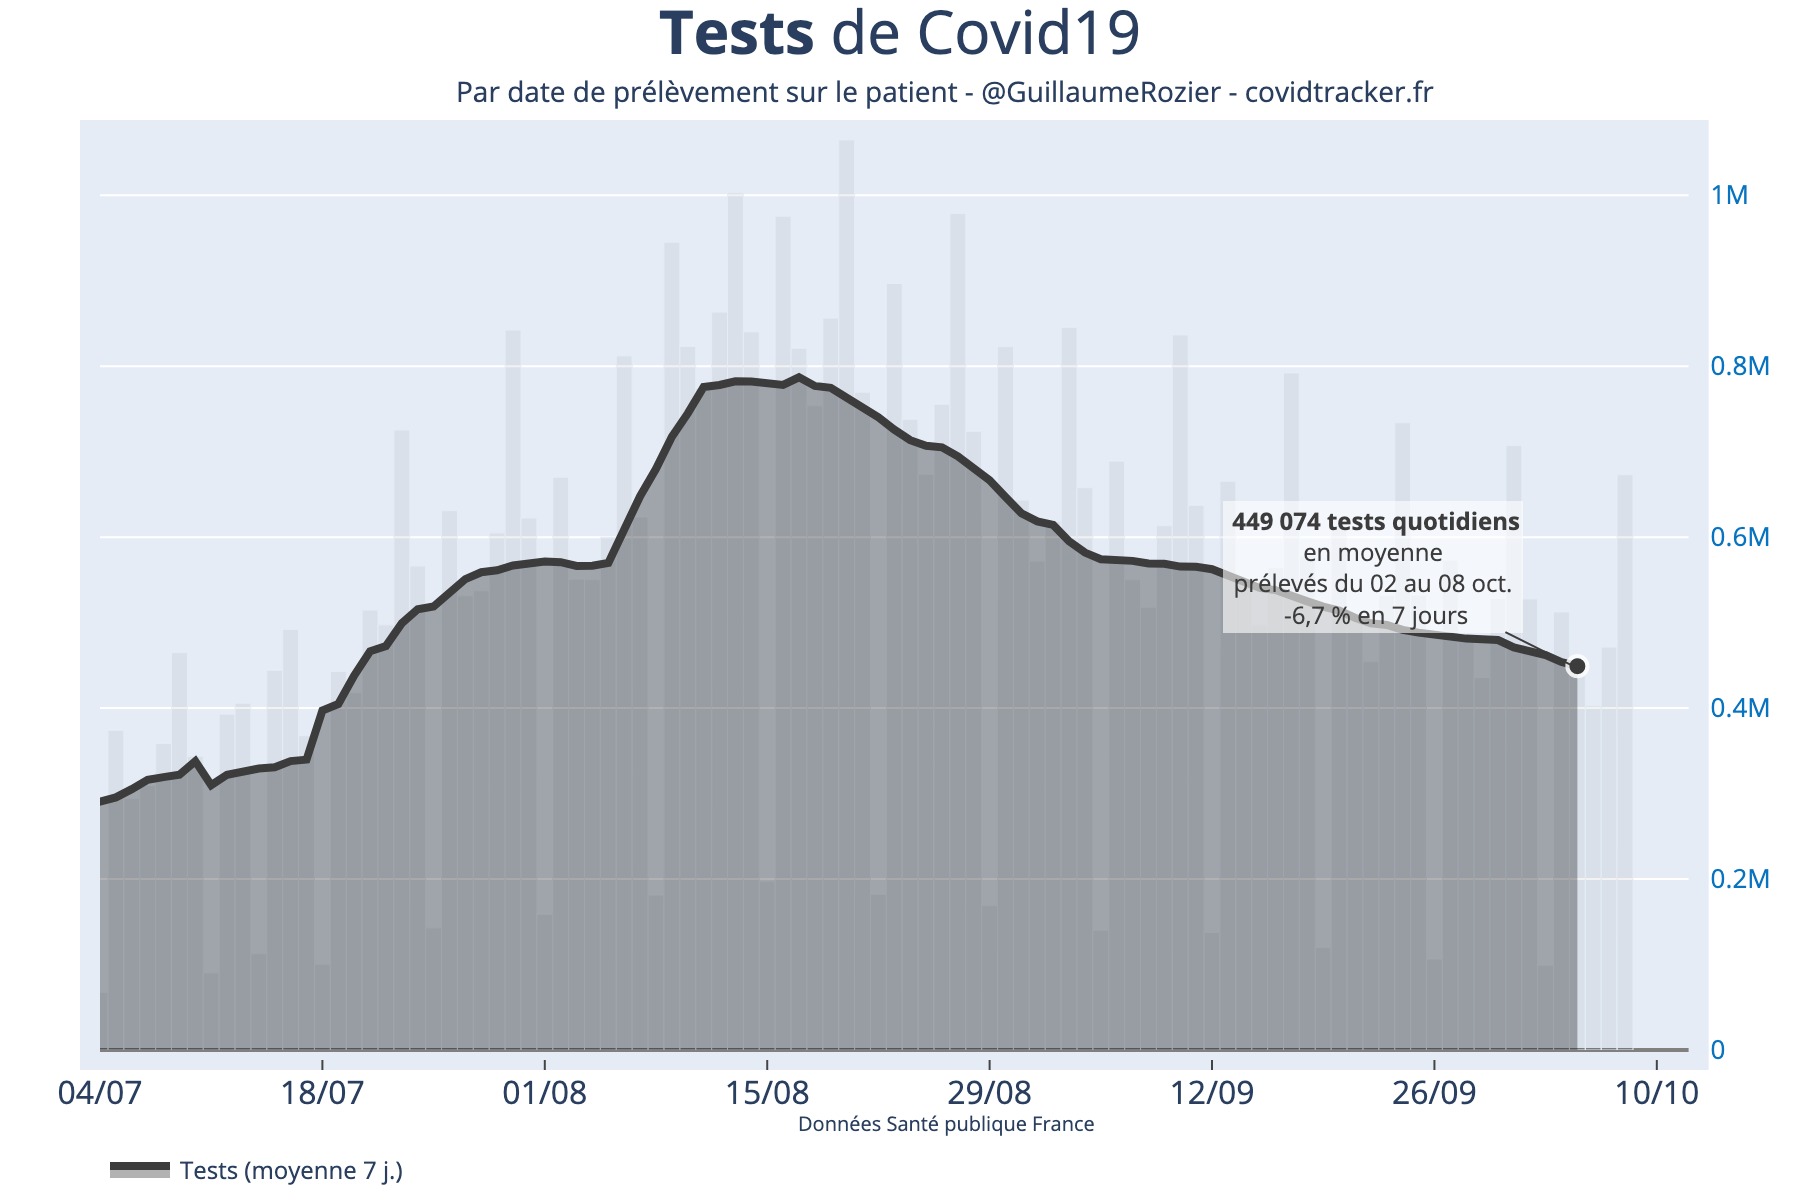 Tests de Covid19
Par date de prélèvement sur le patient - @GuillaumeRozier - covidtracker.fr
1M
0.8M
0.6M
0.4M
0.2M
0
449 074 tests quotidiens
en moyenne
prélevés du 02 au 08 oct.
-6,7 % en 7 jours
04/07 18/07 01/08 15/08 29/08 12/09 26/09 10/10
Données Santé publique France
Tests (moyenne 7 j.)